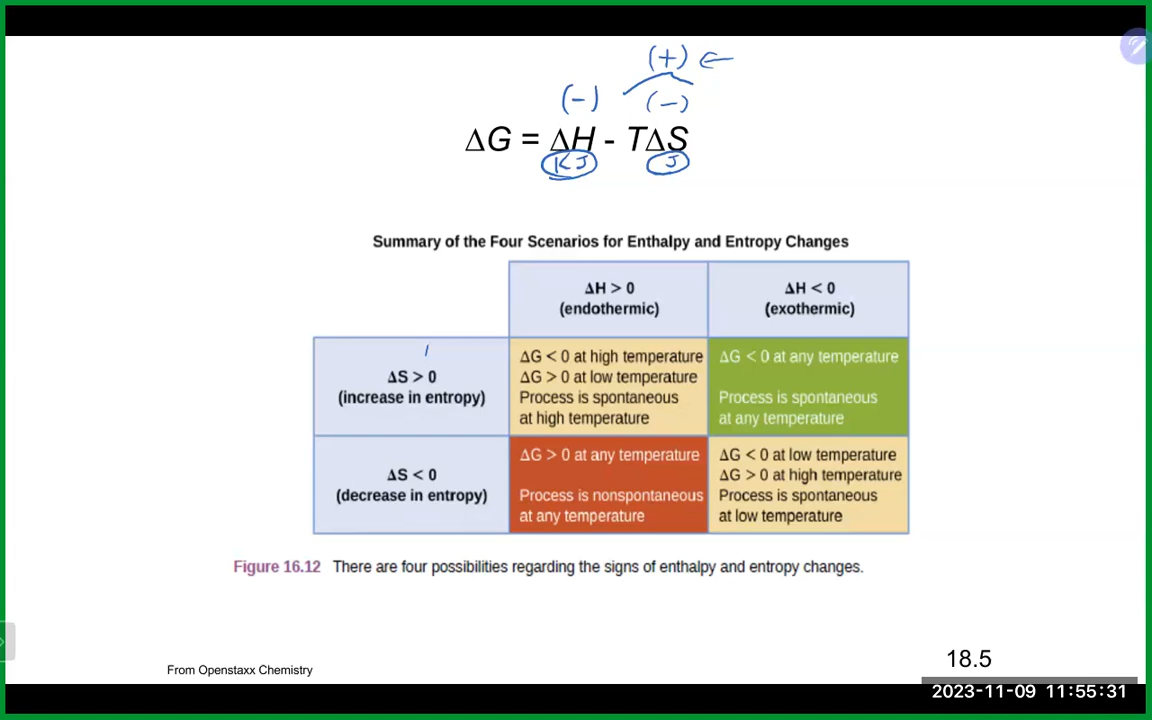 (+) ←
(-) (-)
ΔG = ΔH - TΔS
KJ J
Summary of the Four Scenarios for Enthalpy and Entropy Changes
ΔH > 0
(endothermic)
ΔH < 0
(exothermic)
ΔS > 0
(increase in entropy)
ΔG < 0 at high temperature
ΔG > 0 at low temperature
Process is spontaneous
at high temperature
ΔG < 0 at any temperature
Process is spontaneous
at any temperature
ΔS < 0
(decrease in entropy)
ΔG > 0 at any temperature
Process is nonspontaneous
at any temperature
ΔG < 0 at low temperature
ΔG > 0 at high temperature
Process is spontaneous
at low temperature
Figure 16.12 There are four possibilities regarding the signs of enthalpy and entropy changes.
18.5
From Openstaxx Chemistry
2023-11-09 11:55:31